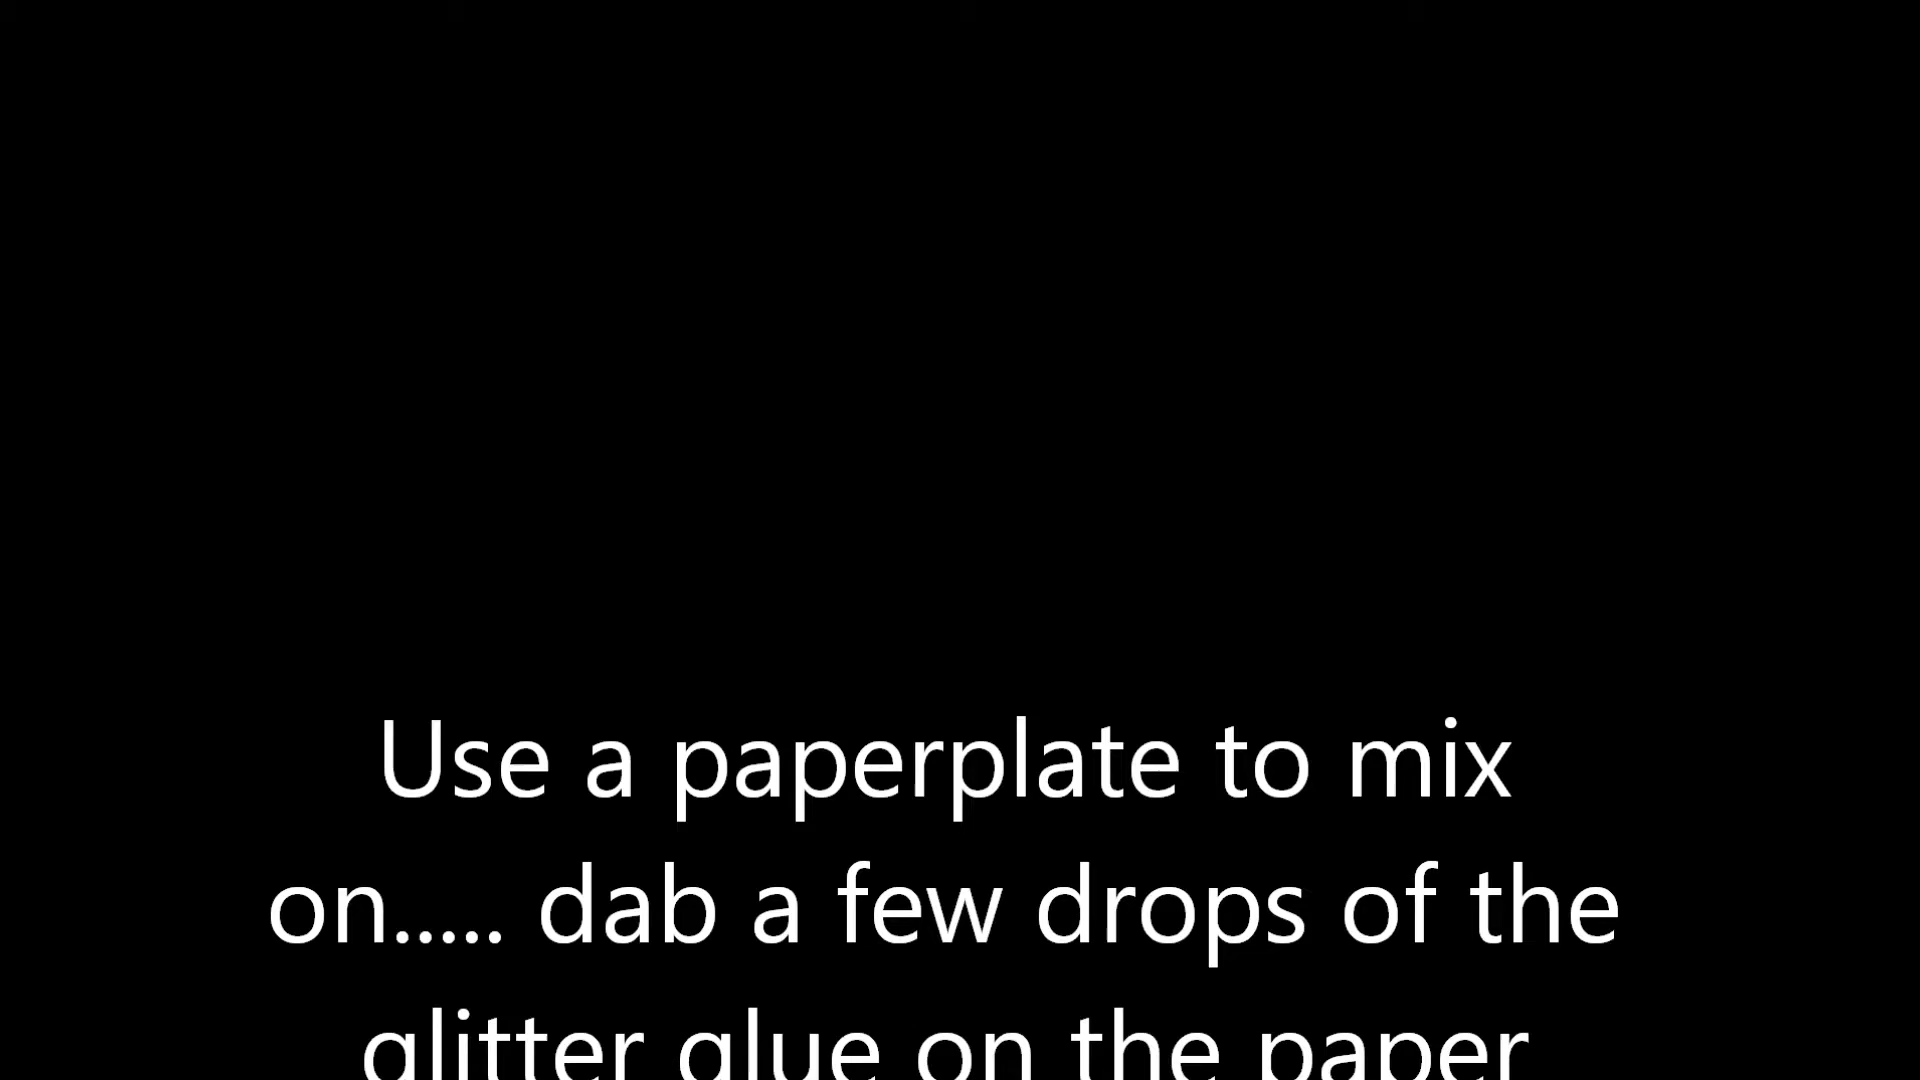 Use a paperplate to mix
on..... dab a few drops of the
glitter glue on the paper